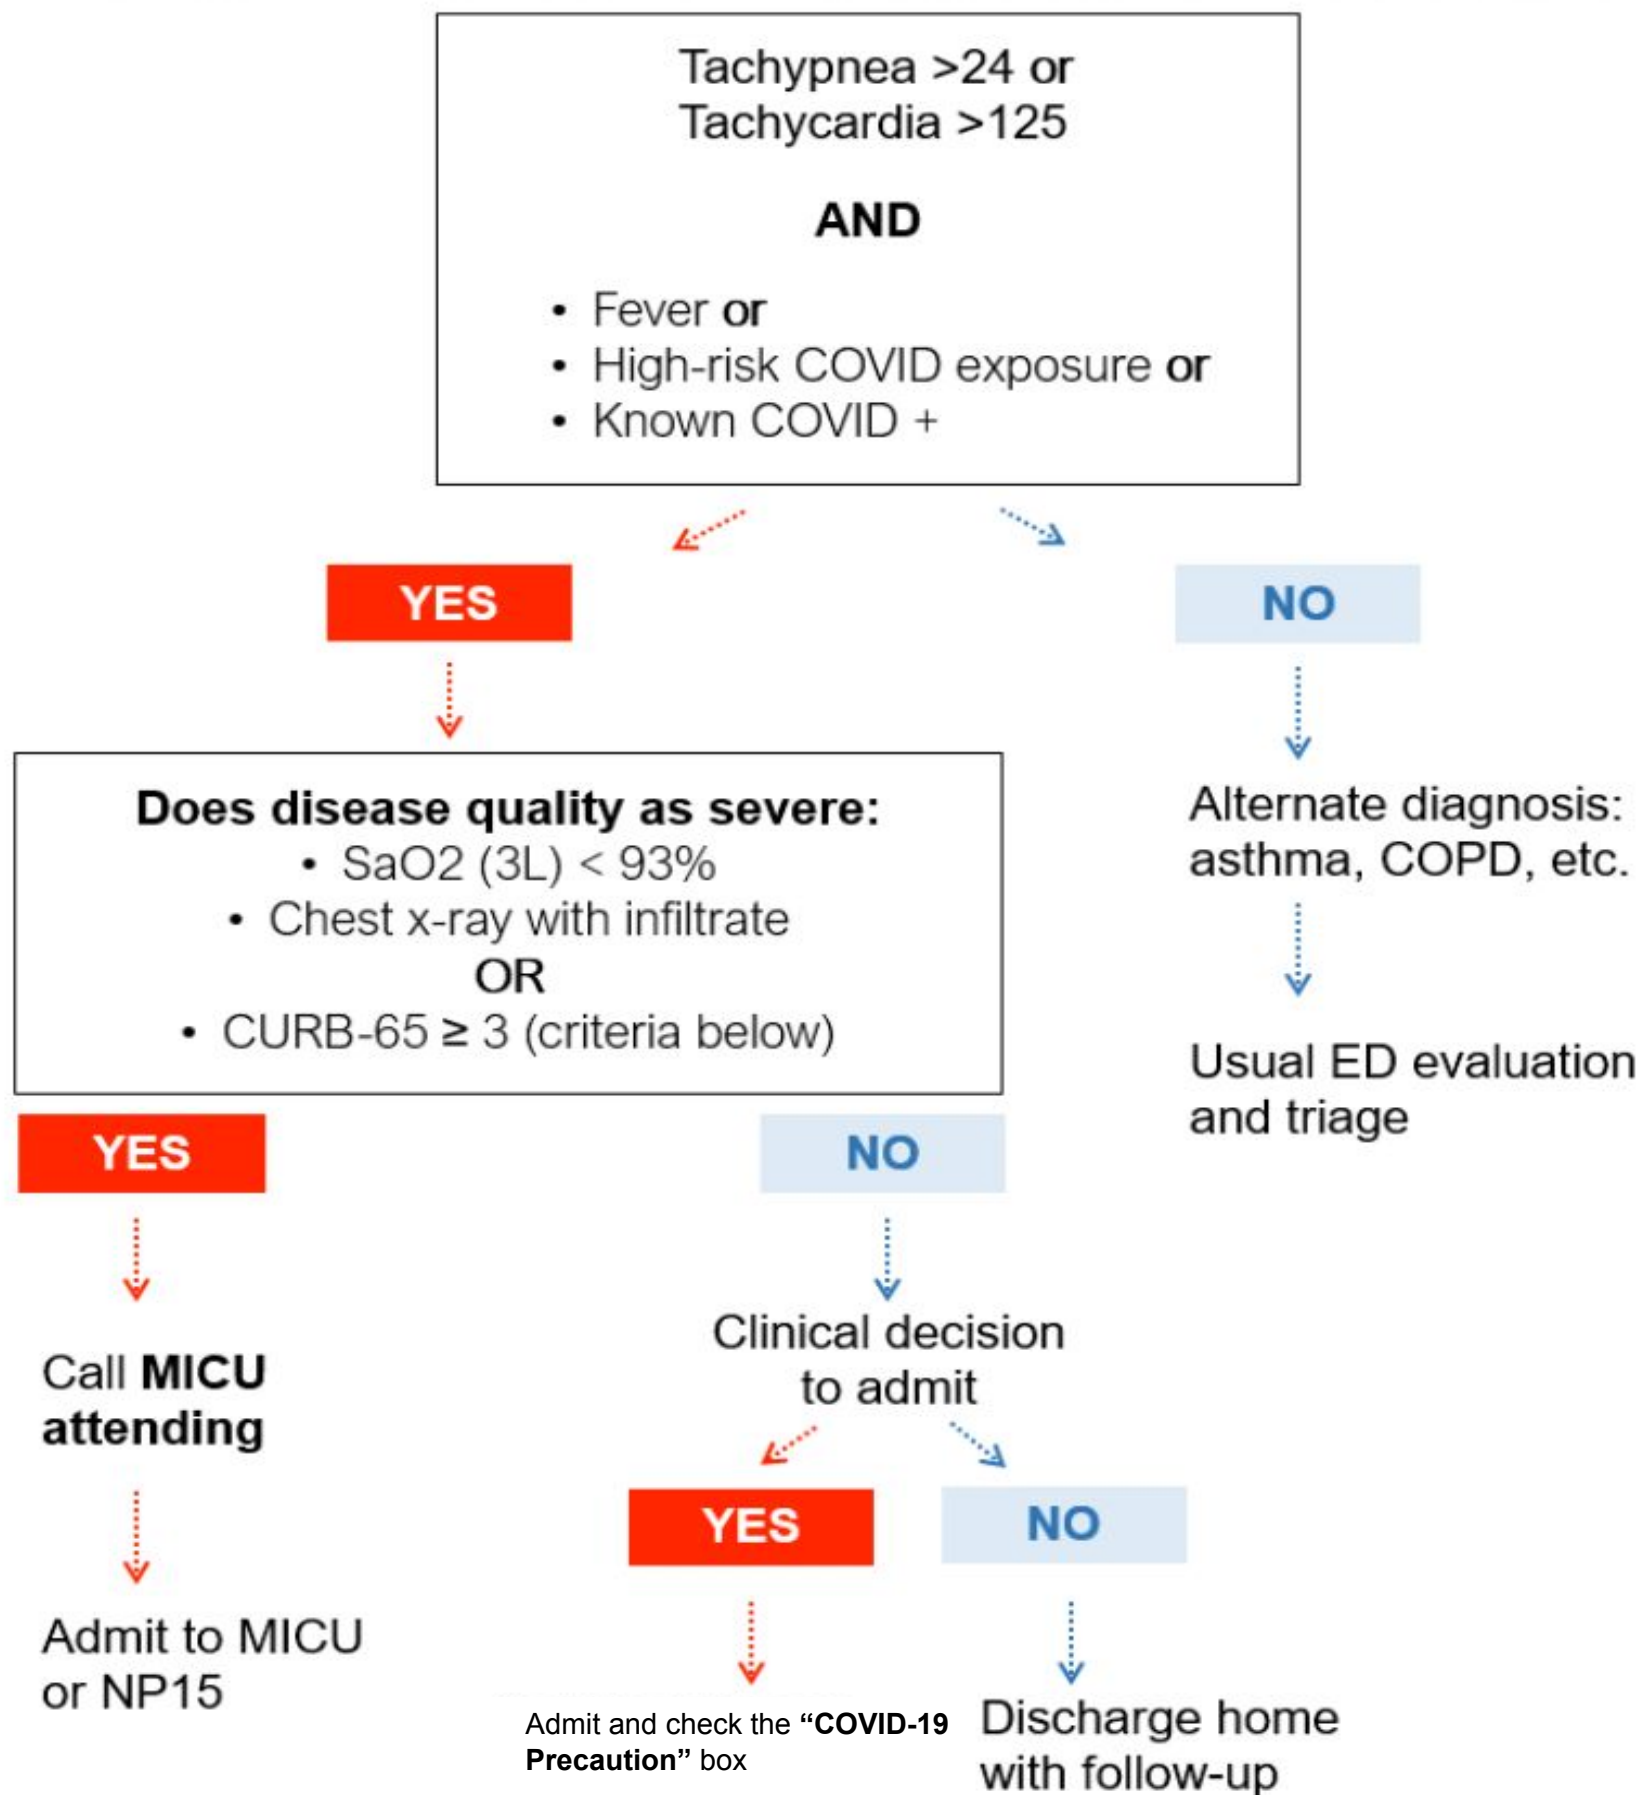 Tachypnea >24 or
Tachycardia >125
AND
• Fever or
• High-risk COVID exposure or
• Known COVID +
YES
NO
Does disease quality as severe:
• SaO2 (3L) < 93%
• Chest x-ray with infiltrate
OR
• CURB-65 ≥ 3 (criteria below)
Alternate diagnosis:
asthma, COPD, etc.
Usual ED evaluation
and triage
YES
NO
Call MICU
attending
Admit to MICU
or NP15
Clinical decision
to admit
YES
NO
Admit and check the “COVID-19
Precaution” box
Discharge home
with follow-up